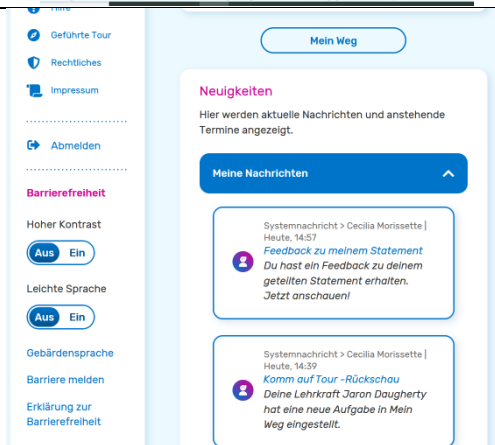 Hilfe
Geführte Tour
Rechtliches
Impressum
Abmelden
Barrierefreiheit
Hoher Kontrast
Aus Ein
Leichte Sprache
Aus Ein
Gebärdensprache
Barriere melden
Erklärung zur
Barrierefreiheit
Mein Weg
Neuigkeiten
Hier werden aktuelle Nachrichten und anstehende
Termine angezeigt.
Meine Nachrichten
Systemnachricht > Cecilia Morissette |
Heute, 14:57
Feedback zu meinem Statement
Du hast ein Feedback zu deinem
geteilten Statement erhalten.
Jetzt anschauen!
Systemnachricht > Cecilia Morissette |
Heute, 14:39
Komm auf Tour -Rückschau
Deine Lehrkraft Jaron Daugherty
hat eine neue Aufgabe in Mein
Weg eingestellt.